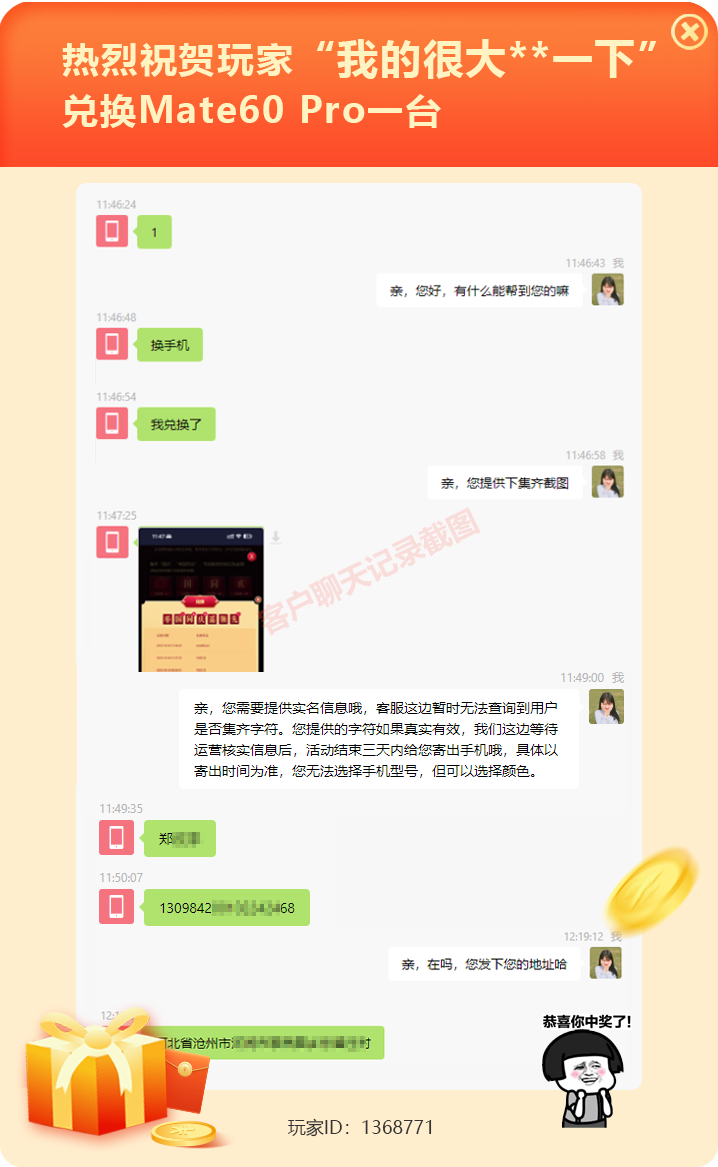 热烈祝贺玩家“我的很大**一下”
兑换Mate60 Pro一台
11:46:24
1
11:46:43 我
亲，您好，有什么能帮到您的嘛
11:46:48
换手机
11:46:54
我兑换了
11:46:58 我
亲，您提供下集齐截图
11:47:25
11:47
客户聊天记录截图
11:49:00 我
亲，您需要提供实名信息哦，客服这边暂时无法查询到用户
是否集齐字符。您提供的字符如果真实有效，我们这边等待
运营核实信息后，活动结束三天内给您寄出手机哦，具体以
寄出时间为准，您无法选择手机型号，但可以选择颜色。
11:49:35
郑
11:50:07
1309842 68
12:19:12 我
亲，在吗，您发下您的地址哈
北省沧州市 村
恭喜你中奖了!
玩家ID：1368771